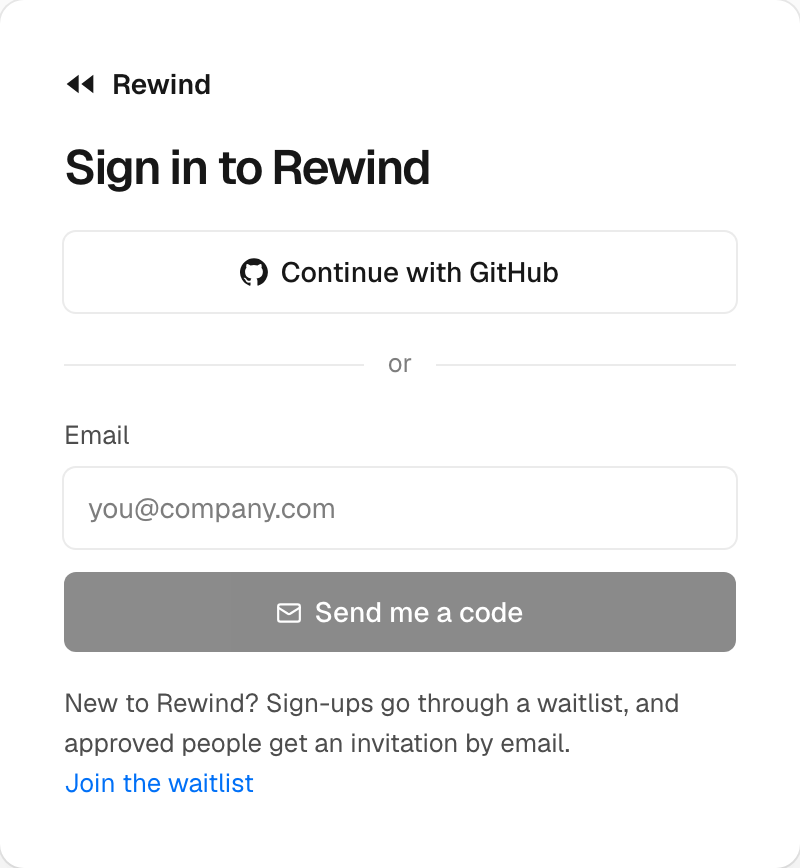 Rewind
Sign in to Rewind
Continue with GitHub
or
Email
you@company.com
Send me a code
New to Rewind? Sign-ups go through a waitlist, and
approved people get an invitation by email.
Join the waitlist